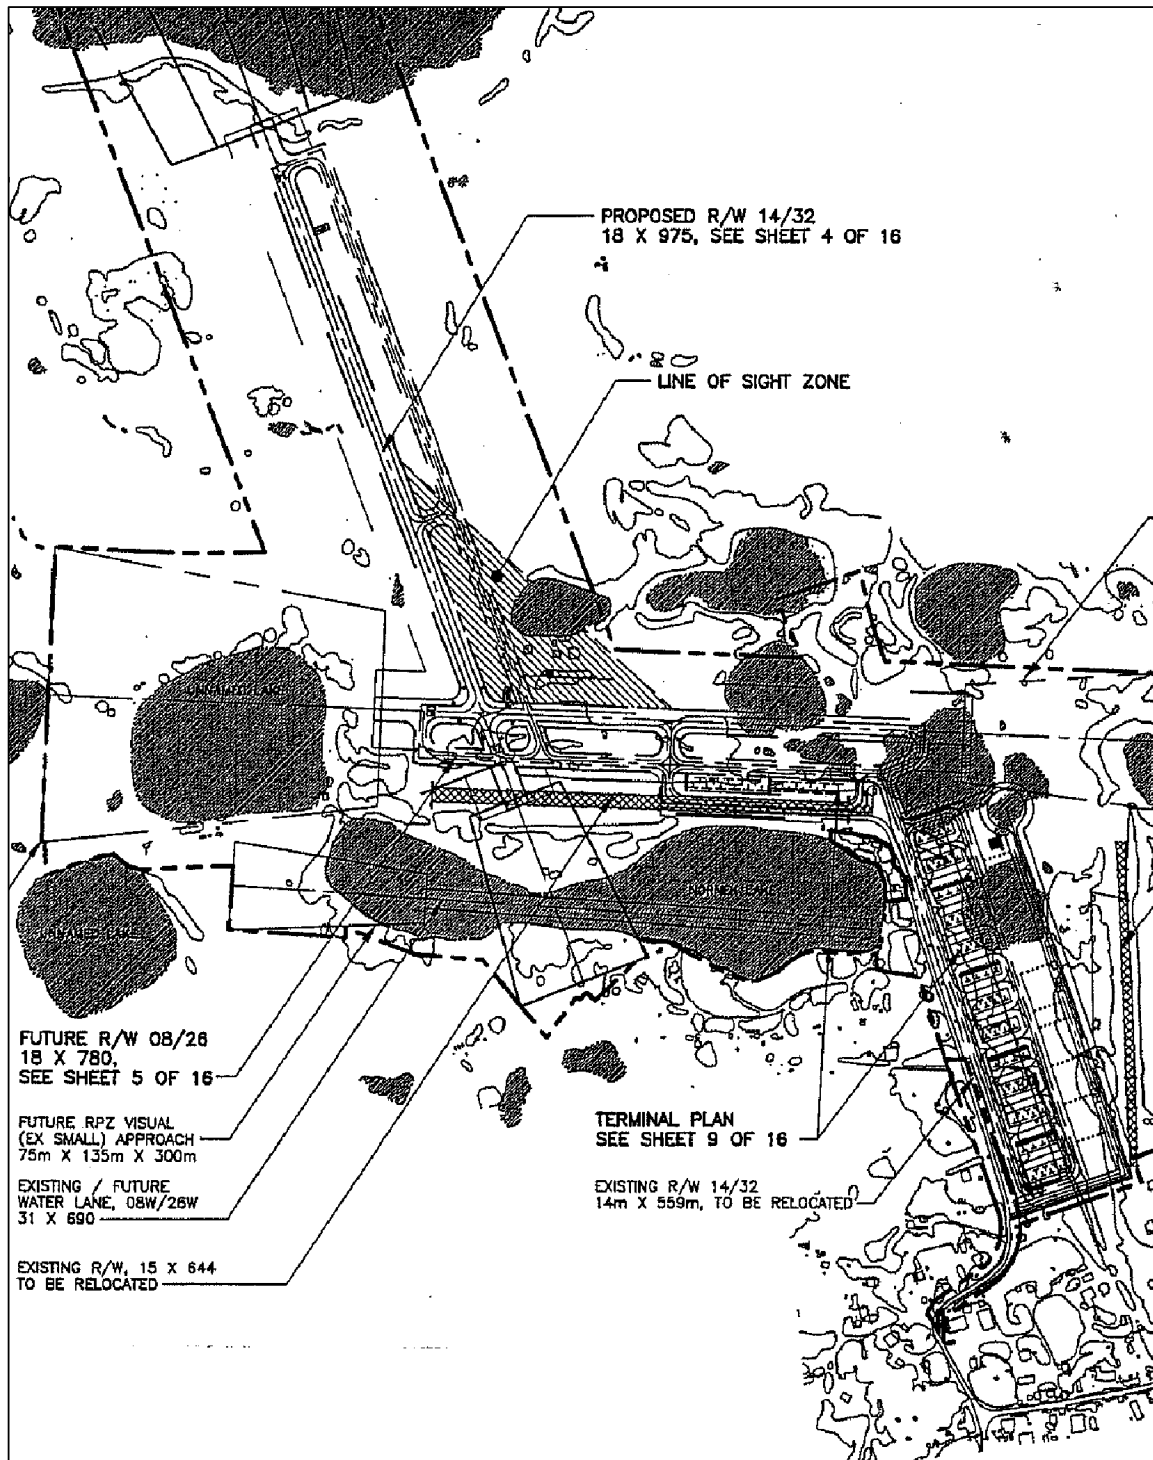 PROPOSED R/W 14/32
18 X 975, SEE SHEET 4 OF 16
LINE OF SIGHT ZONE
FUTURE R/W 08/26
18 X 780,
SEE SHEET 5 OF 16
FUTURE RPZ VISUAL
(EX SMALL) APPROACH
75m X 135m X 300m
EXISTING / FUTURE
WATER LANE, 08W/26W
31 X 690
EXISTING R/W, 15 X 644
TO BE RELOCATED
TERMINAL PLAN
SEE SHEET 9 OF 16
EXISTING R/W 14/32
14m X 559m, TO BE RELOCATED